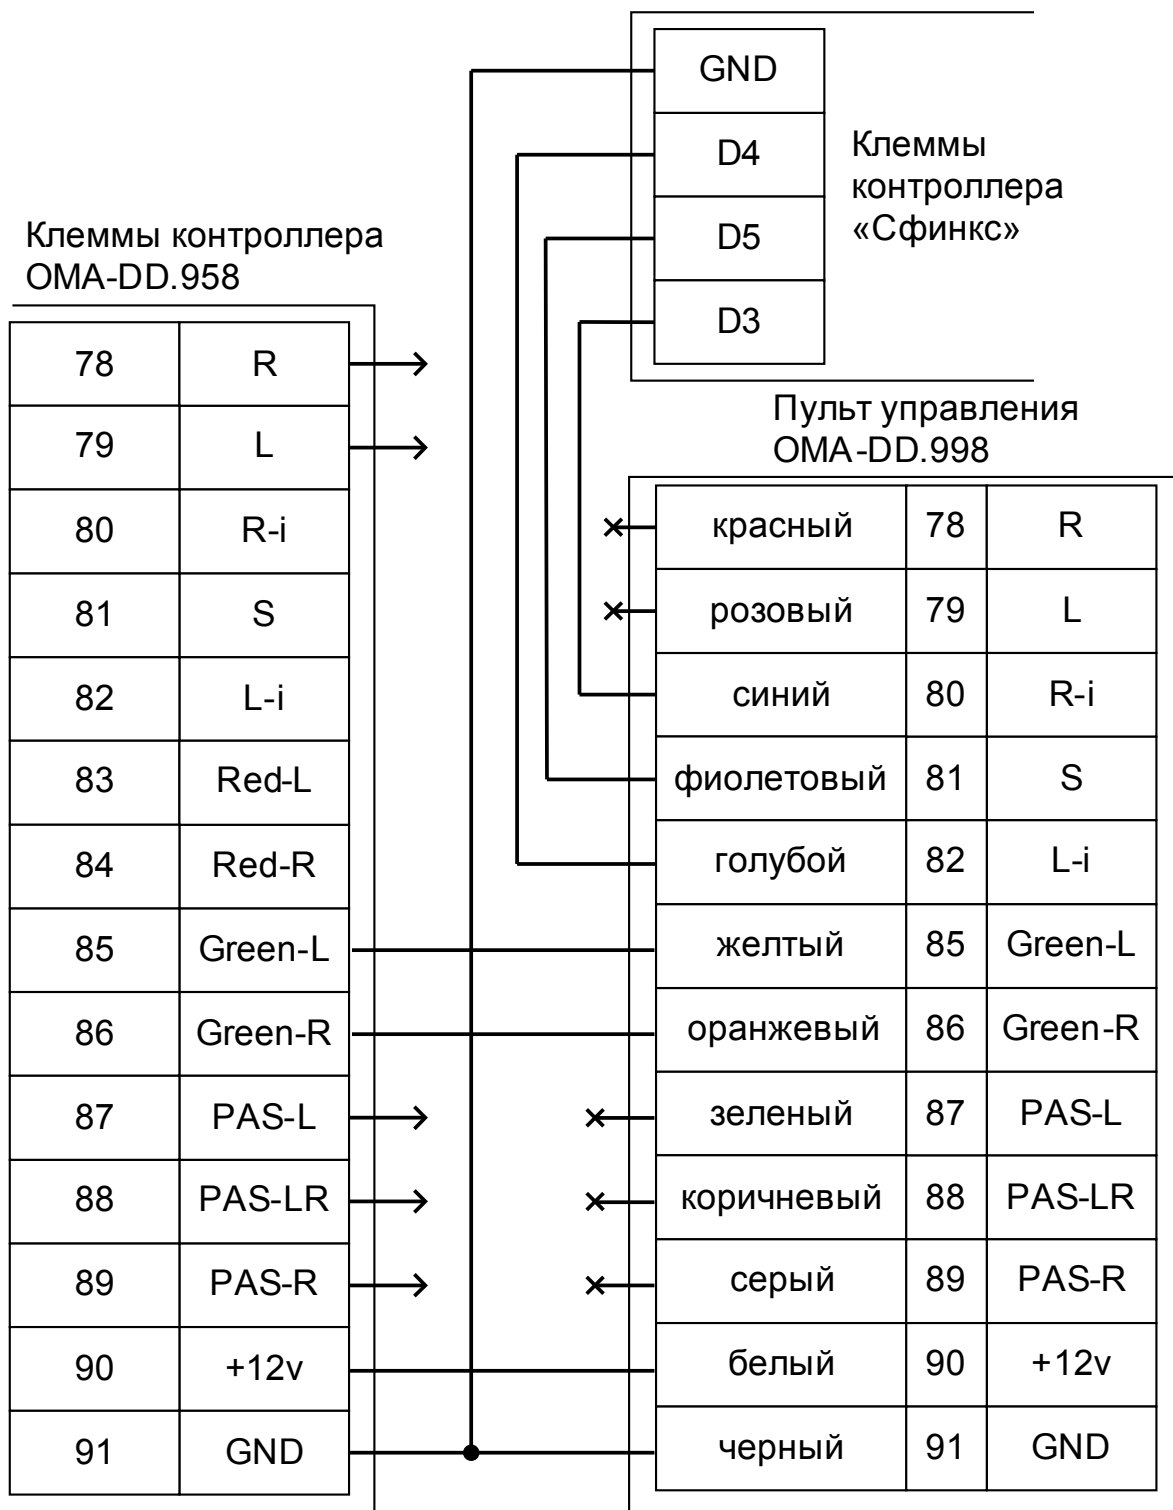 GND
D4
D5
D3
Клеммы
контроллера
«Сфинкс»
Клеммы контроллера
OMA-DD.958
78 R
79 L
80 R-i
81 S
82 L-i
83 Red-L
84 Red-R
85 Green-L
86 Green-R
87 PAS-L
88 PAS-LR
89 PAS-R
90 +12v
91 GND
Пульт управления
OMA-DD.998
красный 78 R
розовый 79 L
синий 80 R-i
фиолетовый 81 S
голубой 82 L-i
желтый 85 Green-L
оранжевый 86 Green-R
зеленый 87 PAS-L
коричневый 88 PAS-LR
серый 89 PAS-R
белый 90 +12v
черный 91 GND